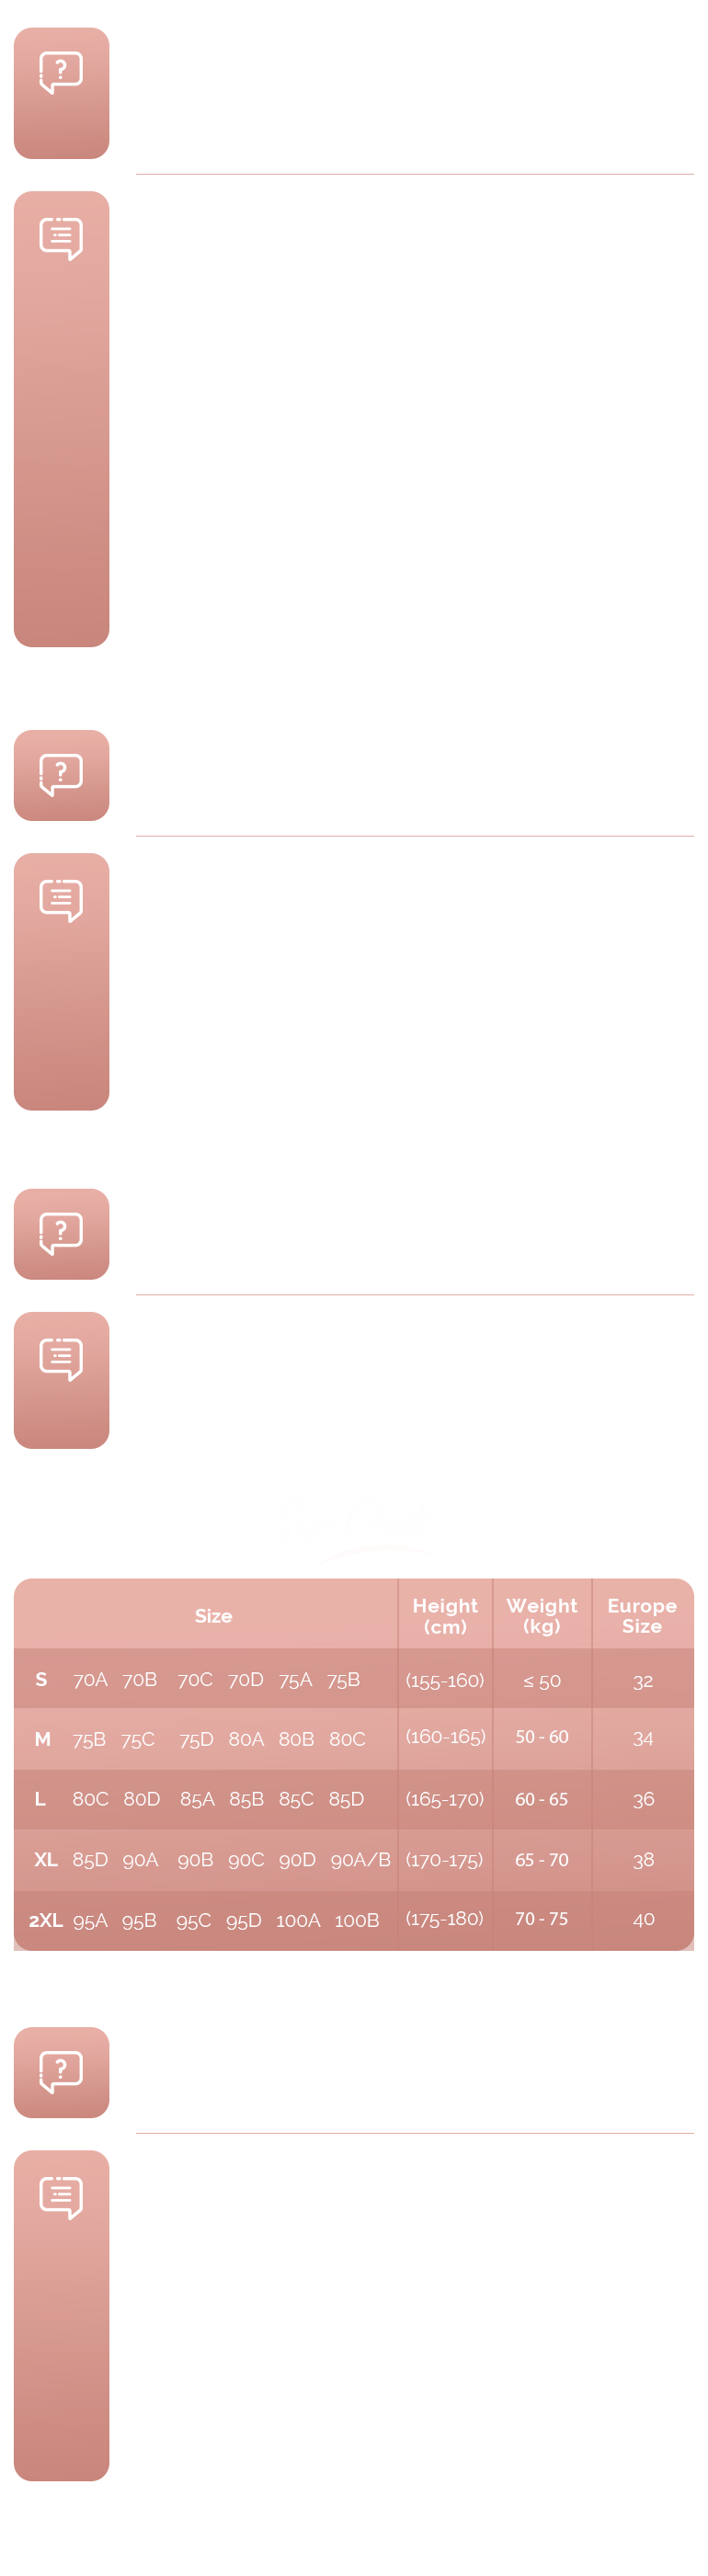 Size Height (cm) Weight (kg) Europe Size
S 70A 70B 70C 70D 75A 75B (155-160) ≤ 50 32
M 75B 75C 75D 80A 80B 80C (160-165) 50 - 60 34
L 80C 80D 85A 85B 85C 85D (165-170) 60 - 65 36
XL 85D 90A 90B 90C 90D 90A/B (170-175) 65 - 70 38
2XL 95A 95B 95C 95D 100A 100B (175-180) 70 - 75 40